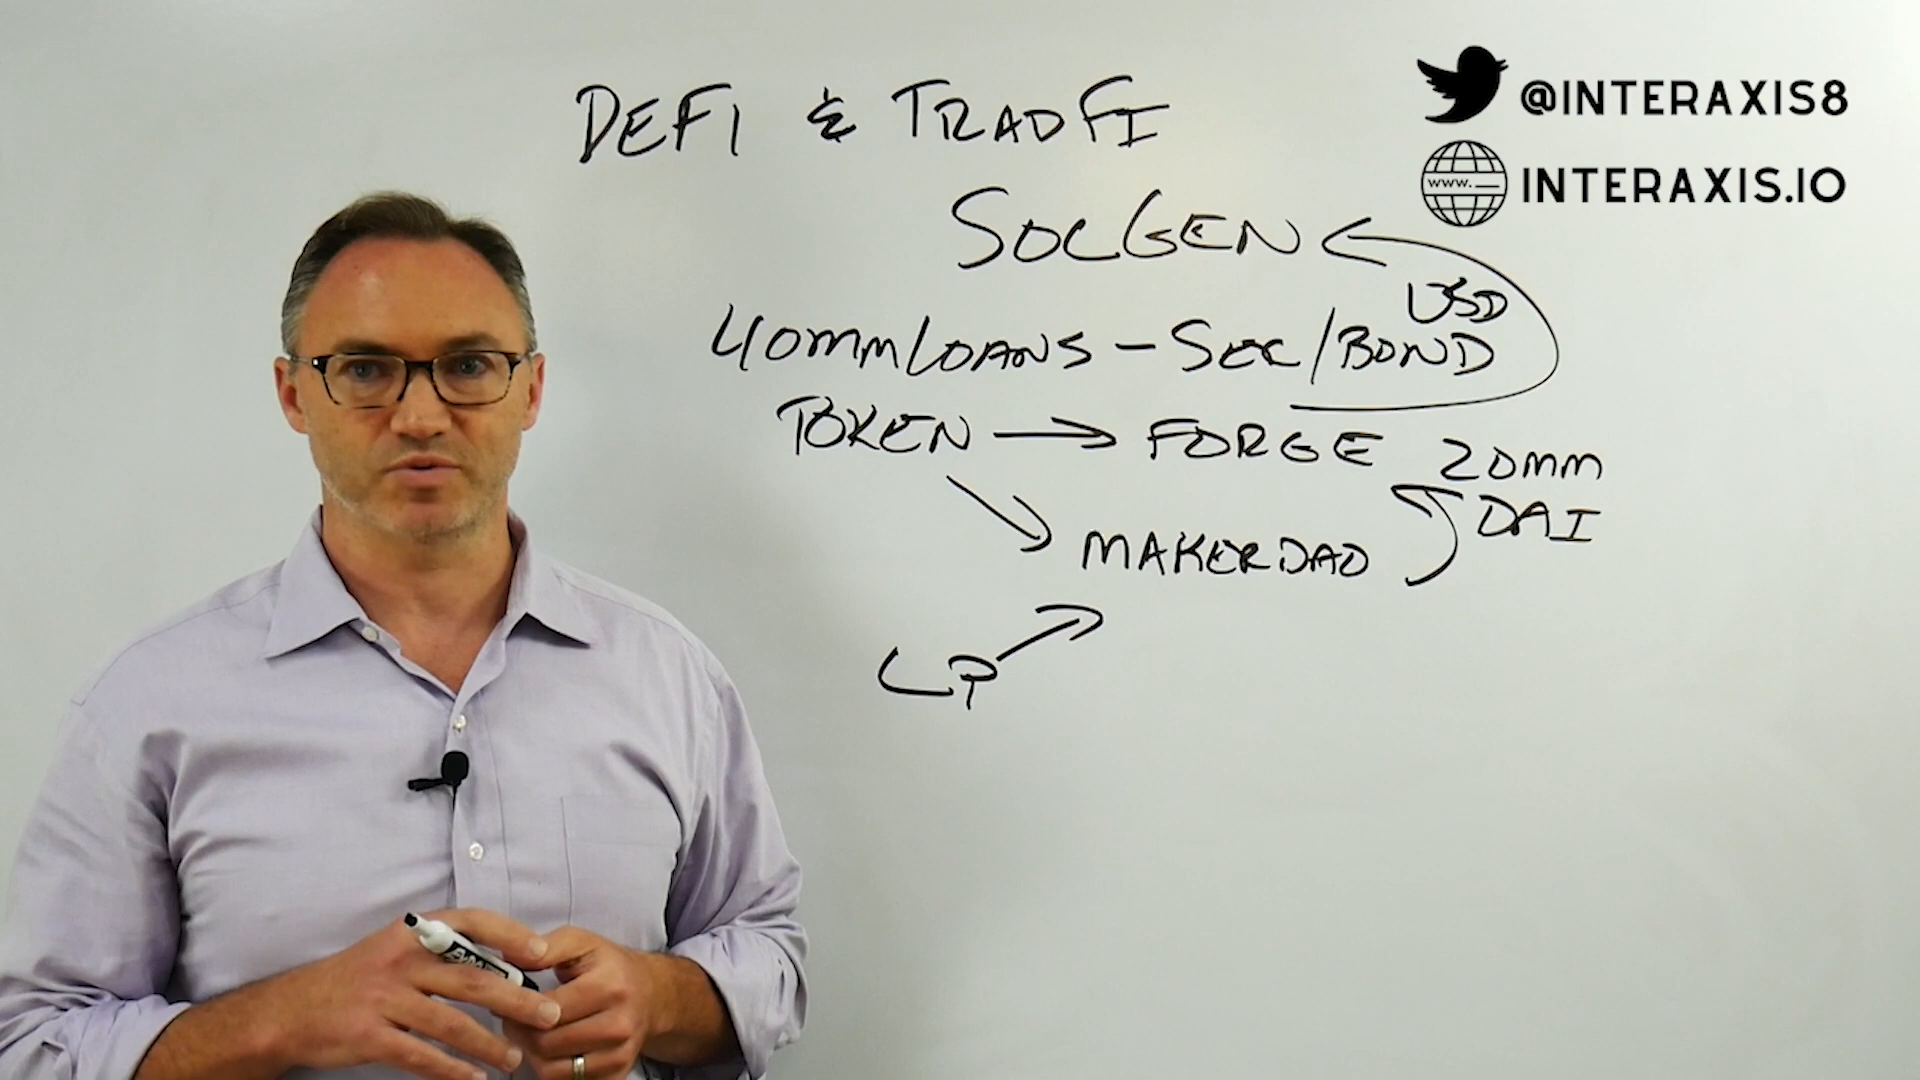 DEFI & TRADFI
@INTERAXIS8
www.
INTERAXIS.IO
SOCGEN
USD
40MM LOANS - SEC/BOND
TOKEN → FORGE 20MM
DAI
MAKERDAO
LP